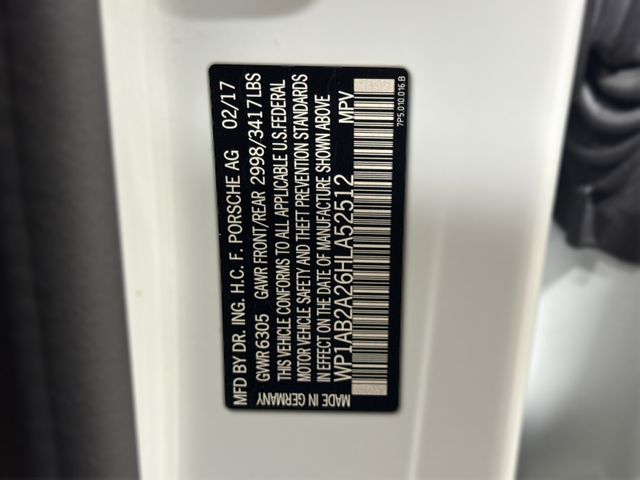 MFD BY DR. ING. H.C. F. PORSCHE AG 02/17
GVWR 6305 GAWR FRONT/REAR 2998/3417LBS
THIS VEHICLE CONFORMS TO ALL APPLICABLE U.S.FEDERAL
MOTOR VEHICLE SAFETY AND THEFT PREVENTION STANDARDS
IN EFFECT ON THE DATE OF MANUFACTURE SHOWN ABOVE
WP1AB2A26HLA52512 MPV
MADE IN GERMANY
7P5.010.016.B